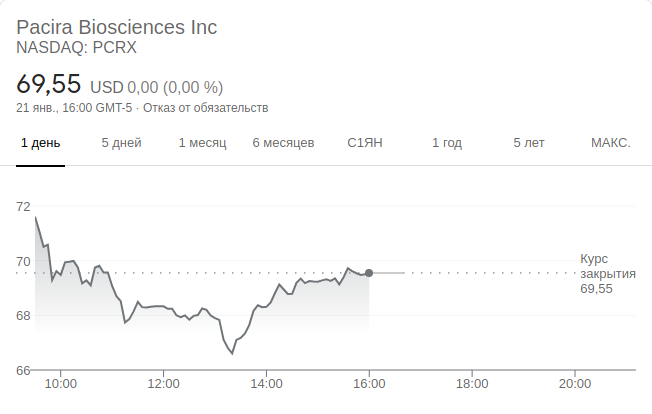 Pacira Biosciences Inc
NASDAQ: PCRX
69,55 USD 0,00 (0,00 %)
21 янв., 16:00 GMT-5 · Отказ от обязательств
1 день 5 дней 1 месяц 6 месяцев С1ЯН 1 год 5 лет МАКС.
72
70
68
66
Курс
закрытия
69,55
10:00 12:00 14:00 16:00 18:00 20:00